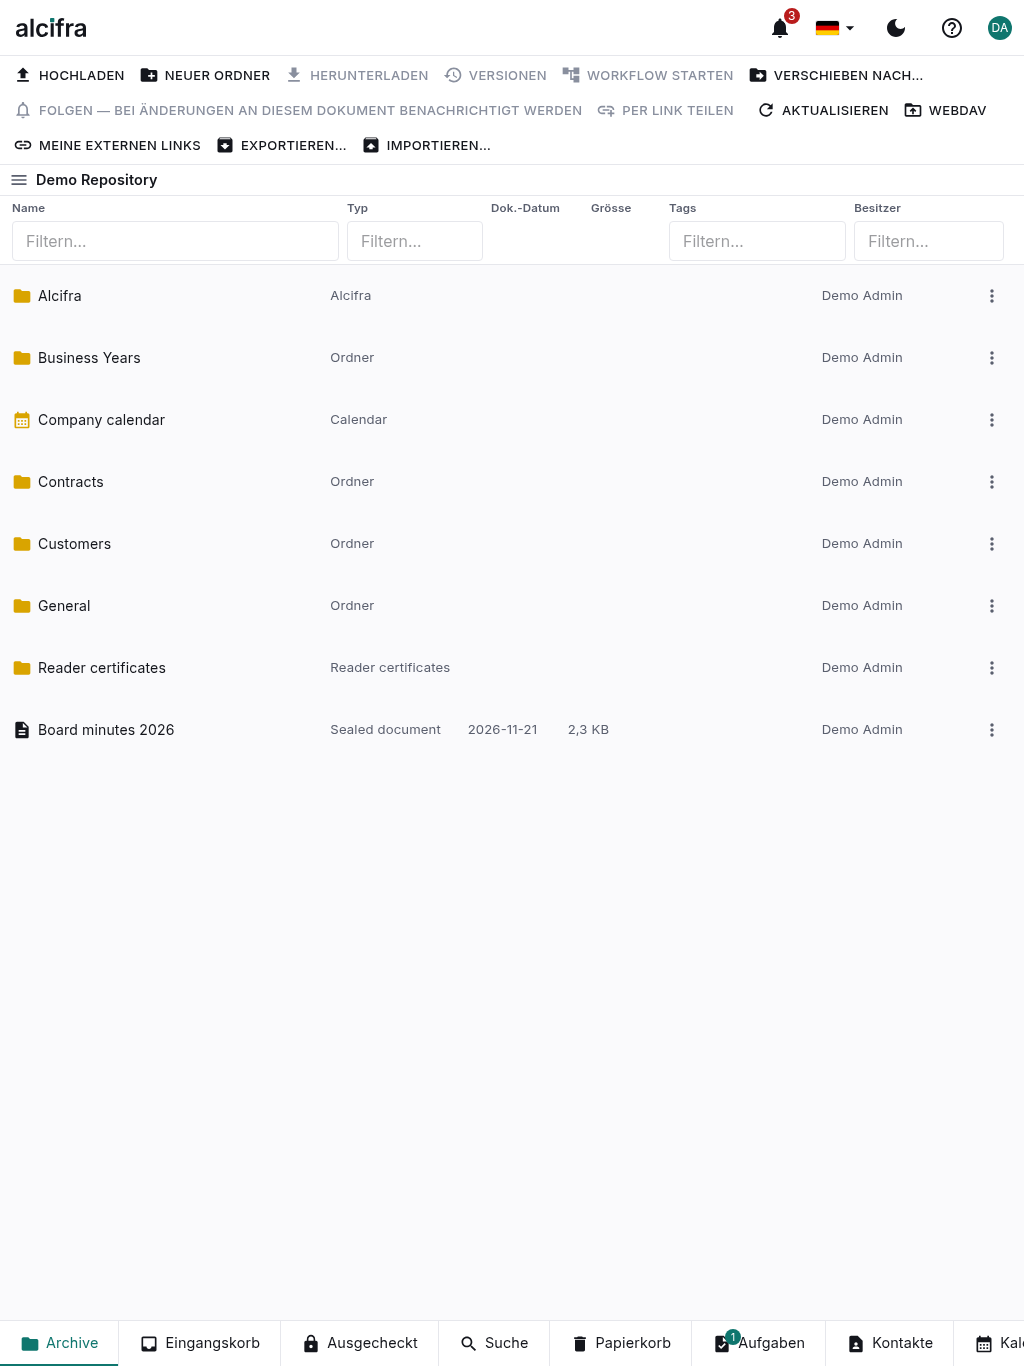 alcifra
3
DA
HOCHLADEN NEUER ORDNER HERUNTERLADEN VERSIONEN WORKFLOW STARTEN VERSCHIEBEN NACH...
FOLGEN — BEI ÄNDERUNGEN AN DIESEM DOKUMENT BENACHRICHTIGT WERDEN PER LINK TEILEN AKTUALISIEREN WEBDAV
MEINE EXTERNEN LINKS EXPORTIEREN... IMPORTIEREN...
Demo Repository
Name Typ Dok.-Datum Grösse Tags Besitzer
Filtern... Filtern... Filtern... Filtern...
Alcifra Alcifra Demo Admin
Business Years Ordner Demo Admin
Company calendar Calendar Demo Admin
Contracts Ordner Demo Admin
Customers Ordner Demo Admin
General Ordner Demo Admin
Reader certificates Reader certificates Demo Admin
Board minutes 2026 Sealed document 2026-11-21 2,3 KB Demo Admin
Archive Eingangskorb Ausgecheckt Suche Papierkorb 1 Aufgaben Kontakte